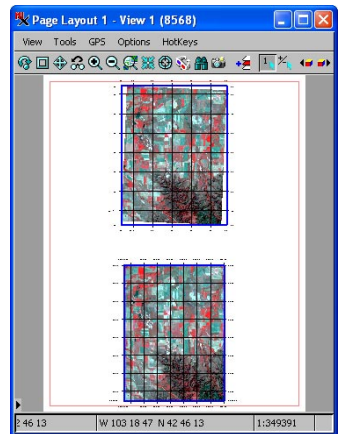 Page Layout 1 - View 1 (8568)
View Tools GPS Options HotKeys
2 46 13 W 103 18 47 N 42 46 13 1:349391